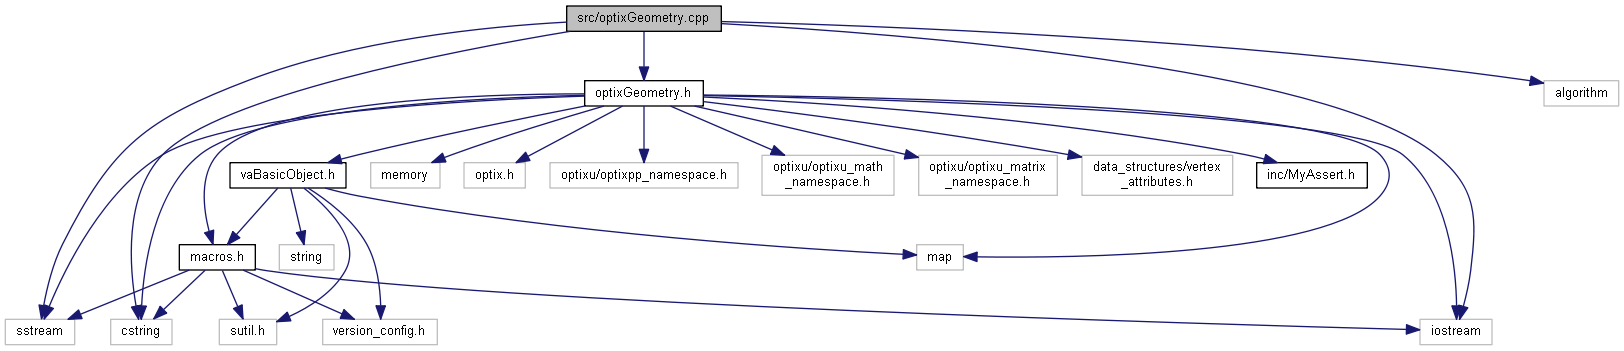 src/optixGeometry.cpp
optixGeometry.h
algorithm
vaBasicObject.h
memory
optix.h
optixu/optixpp_namespace.h
optixu/optixu_math
_namespace.h
optixu/optixu_matrix
_namespace.h
data_structures/vertex
_attributes.h
inc/MyAssert.h
macros.h
string
map
sstream
cstring
sutil.h
version_config.h
iostream